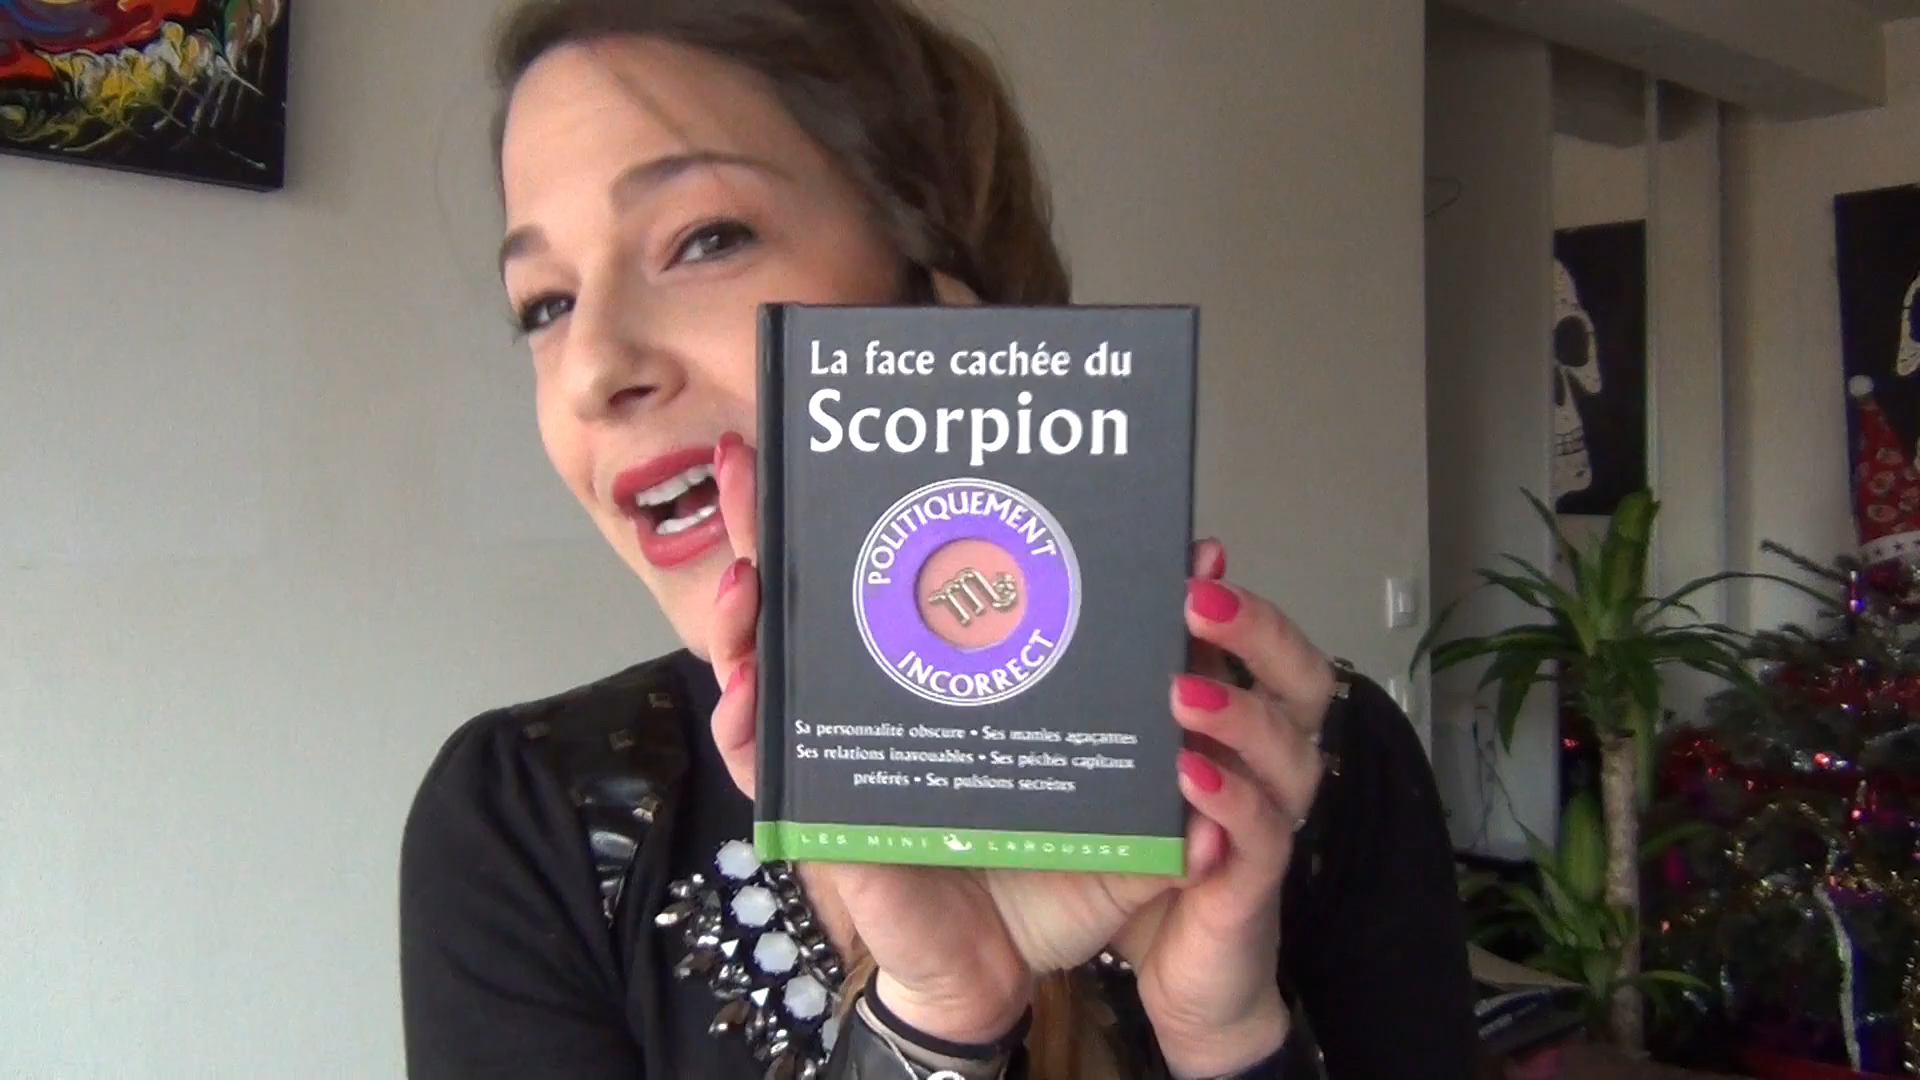 La face cachée du
Scorpion
POLITIQUEMENT
INCORRECT
Sa personnalité obscure • Ses manies agaçantes
Ses relations inavouables • Ses péchés capitaux
préférés • Ses pulsions secrètes
LES MINI LAROUSSE